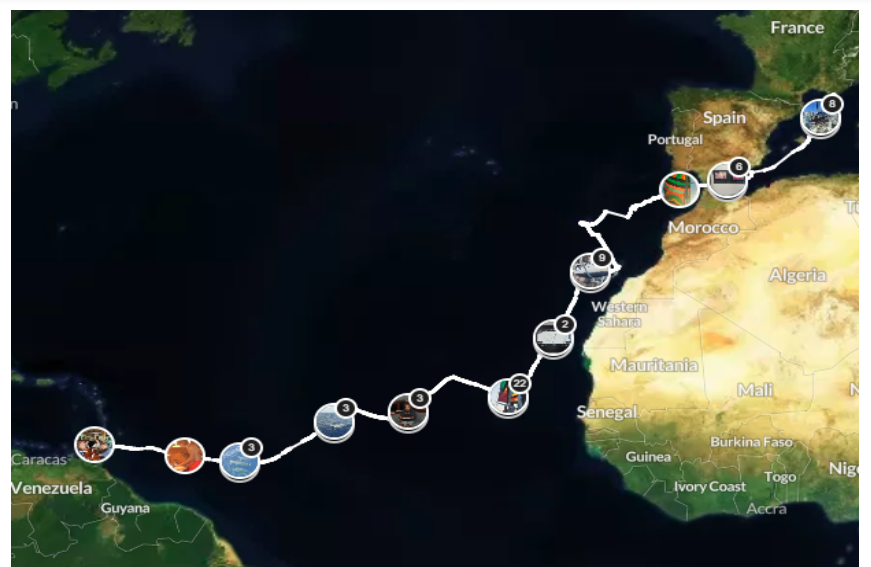 France
8
Spain
Portugal
6
Morocco
9
Algeria
Western
Sahara
2
Mauritania
Mali
22
Senegal
3
3
3
Burkina Faso
Caracas
Guinea
Togo
Nig
Venezuela
Ivory Coast
Guyana
Accra